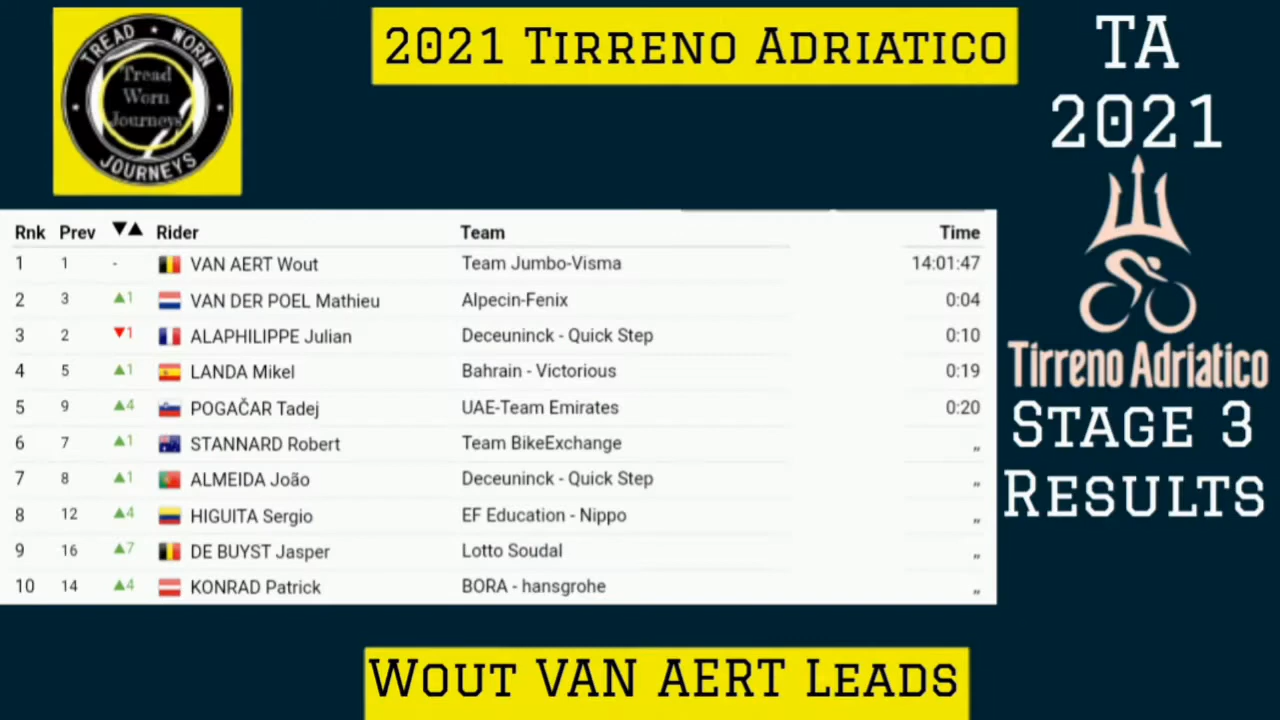 TREAD ★ WORN
Tread
Worn
Journeys
JOURNEYS
2021 Tirreno Adriatico
TA
2021
Tirreno Adriatico
Stage 3
Results
Rnk Prev ▼▲ Rider Team Time
1 1 - VAN AERT Wout Team Jumbo-Visma 14:01:47
2 3 ▲1 VAN DER POEL Mathieu Alpecin-Fenix 0:04
3 2 ▼1 ALAPHILIPPE Julian Deceuninck - Quick Step 0:10
4 5 ▲1 LANDA Mikel Bahrain - Victorious 0:19
5 9 ▲4 POGAČAR Tadej UAE-Team Emirates 0:20
6 7 ▲1 STANNARD Robert Team BikeExchange ,,
7 8 ▲1 ALMEIDA João Deceuninck - Quick Step ,,
8 12 ▲4 HIGUITA Sergio EF Education - Nippo ,,
9 16 ▲7 DE BUYST Jasper Lotto Soudal ,,
10 14 ▲4 KONRAD Patrick BORA - hansgrohe ,,
Wout VAN AERT Leads